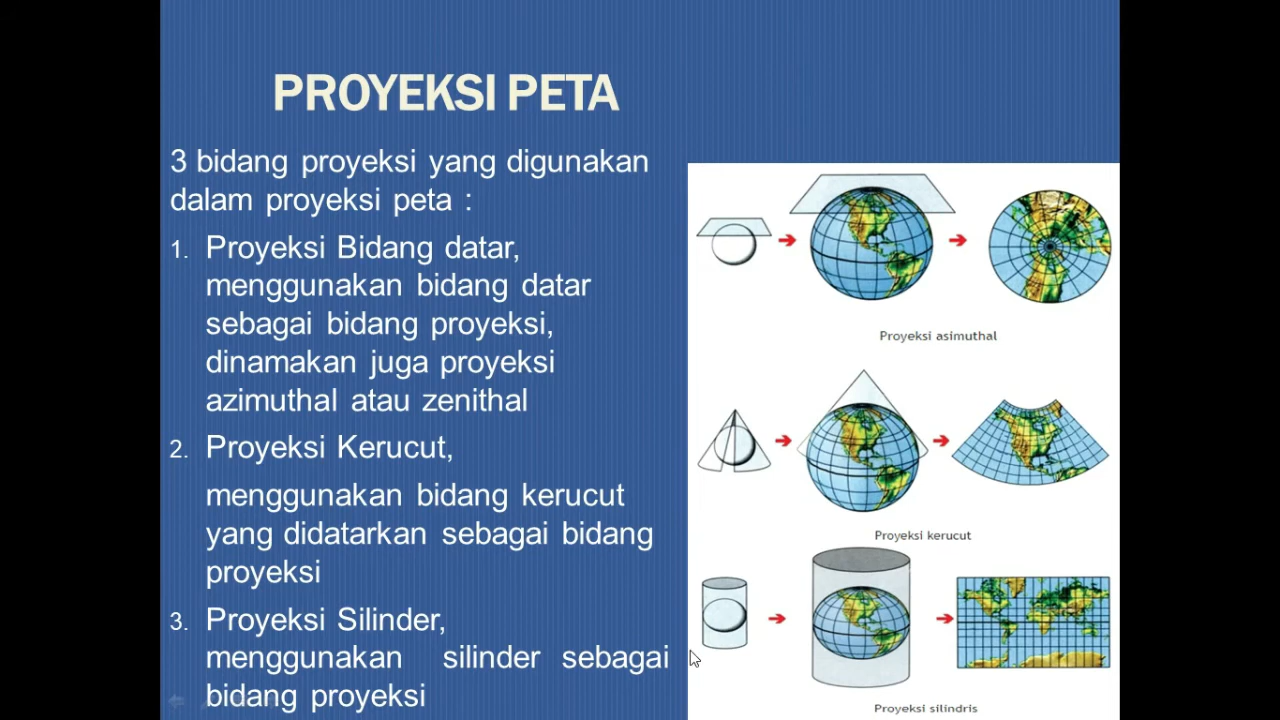 PROYEKSI PETA
3 bidang proyeksi yang digunakan
dalam proyeksi peta :
1. Proyeksi Bidang datar,
menggunakan bidang datar
sebagai bidang proyeksi,
dinamakan juga proyeksi
azimuthal atau zenithal
2. Proyeksi Kerucut,
menggunakan bidang kerucut
yang didatarkan sebagai bidang
proyeksi
3. Proyeksi Silinder,
menggunakan silinder sebagai
bidang proyeksi
Proyeksi asimuthal
Proyeksi kerucut
Proyeksi silindris